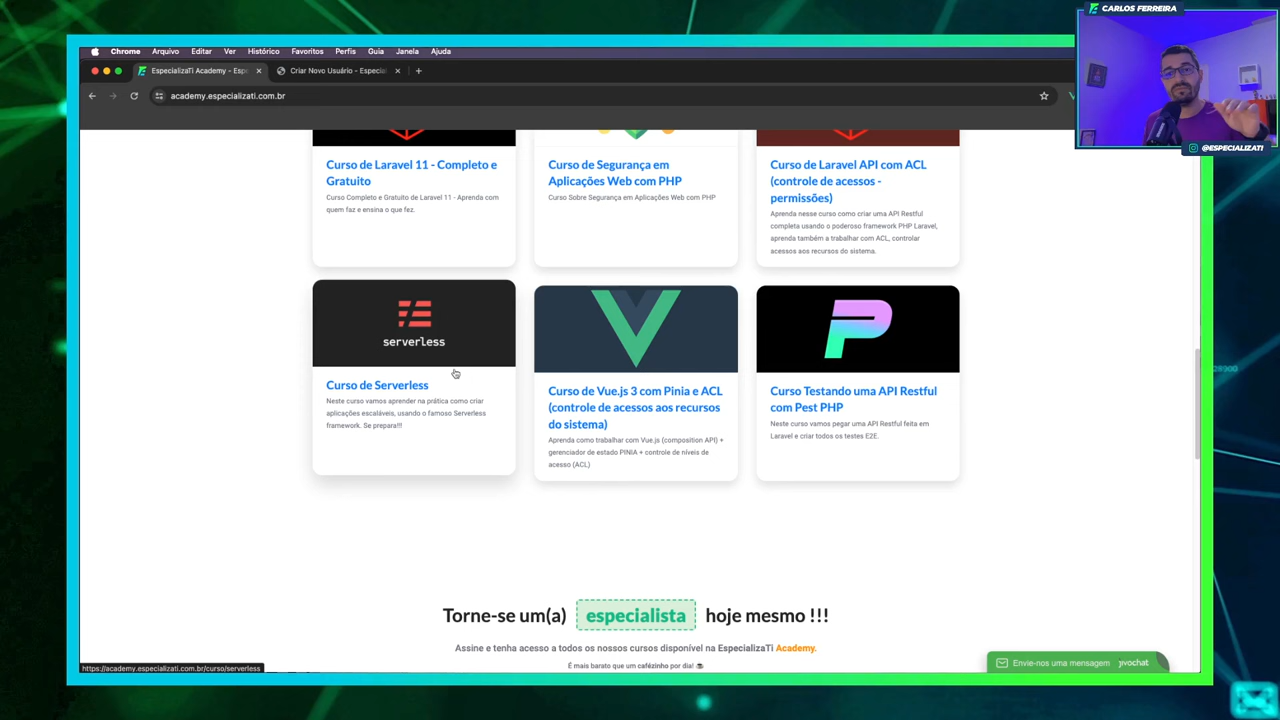 CARLOS FERREIRA
Chrome Arquivo Editar Ver Histórico Favoritos Perfis Guia Janela Ajuda
EspecializaTi Academy - Espe
Criar Novo Usuário - Especial
academy.especializati.com.br
@ESPECIALIZATI
Curso de Laravel 11 - Completo e
Gratuito
Curso Completo e Gratuito de Laravel 11 - Aprenda com
quem faz e ensina o que fez.
Curso de Segurança em
Aplicações Web com PHP
Curso Sobre Segurança em Aplicações Web com PHP
Curso de Laravel API com ACL
(controle de acessos -
permissões)
Aprenda nesse curso como criar uma API Restful
completa usando o poderoso framework PHP Laravel,
aprenda também a trabalhar com ACL, controlar
acessos aos recursos do sistema.
serverless
Curso de Serverless
Neste curso vamos aprender na prática como criar
aplicações escaláveis, usando o famoso Serverless
framework. Se prepara!!!
Curso de Vue.js 3 com Pinia e ACL
(controle de acessos aos recursos
do sistema)
Aprenda como trabalhar com Vue.js (composition API) +
gerenciador de estado PINIA + controle de níveis de
acesso (ACL)
Curso Testando uma API Restful
com Pest PHP
Neste curso vamos pegar uma API Restful feita em
Laravel e criar todos os testes E2E.
28900
Torne-se um(a) especialista hoje mesmo !!!
Assine e tenha acesso a todos os nossos cursos disponível na EspecializaTi Academy.
É mais barato que um cafézinho por dia!
https://academy.especializati.com.br/curso/serverless
Envie-nos uma mensagem